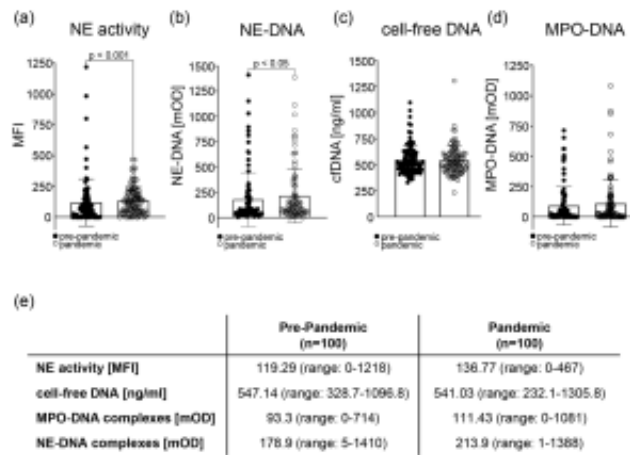 (a) NE activity
(b) NE-DNA
(c) cell-free DNA
(d) MPO-DNA
p < 0.001
1250
1000
750
500
250
0
MFI
pre-pandemic
pandemic
p < 0.05
1500
1250
1000
750
500
250
0
NE-DNA [mOD]
pre-pandemic
pandemic
1500
1250
1000
750
500
250
0
cfDNA [ng/ml]
pre-pandemic
pandemic
1250
1000
750
500
250
0
MPO-DNA [mOD]
pre-pandemic
pandemic
(e)
Pre-Pandemic Pandemic
(n=100) (n=100)
NE activity [MFI] 119.29 (range: 0-1218) 136.77 (range: 0-467)
cell-free DNA [ng/ml] 547.14 (range: 328.7-1096.8) 541.03 (range: 232.1-1305.8)
MPO-DNA complexes [mOD] 93.3 (range: 0-714) 111.43 (range: 0-1081)
NE-DNA complexes [mOD] 178.9 (range: 5-1410) 213.9 (range: 1-1388)